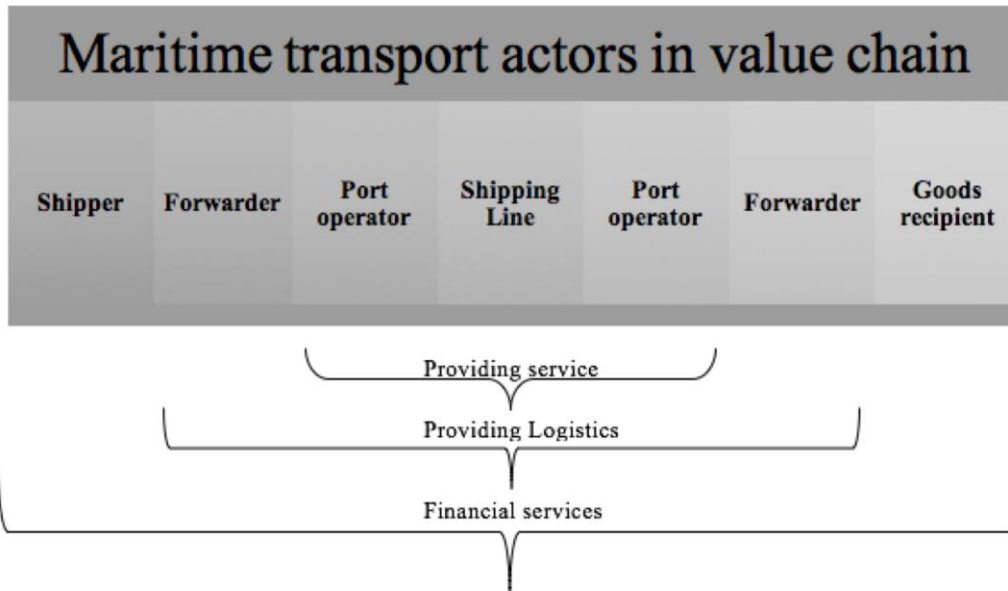 Maritime transport actors in value chain
Shipper
Forwarder
Port
operator
Shipping
Line
Port
operator
Forwarder
Goods
recipient
Providing service
Providing Logistics
Financial services